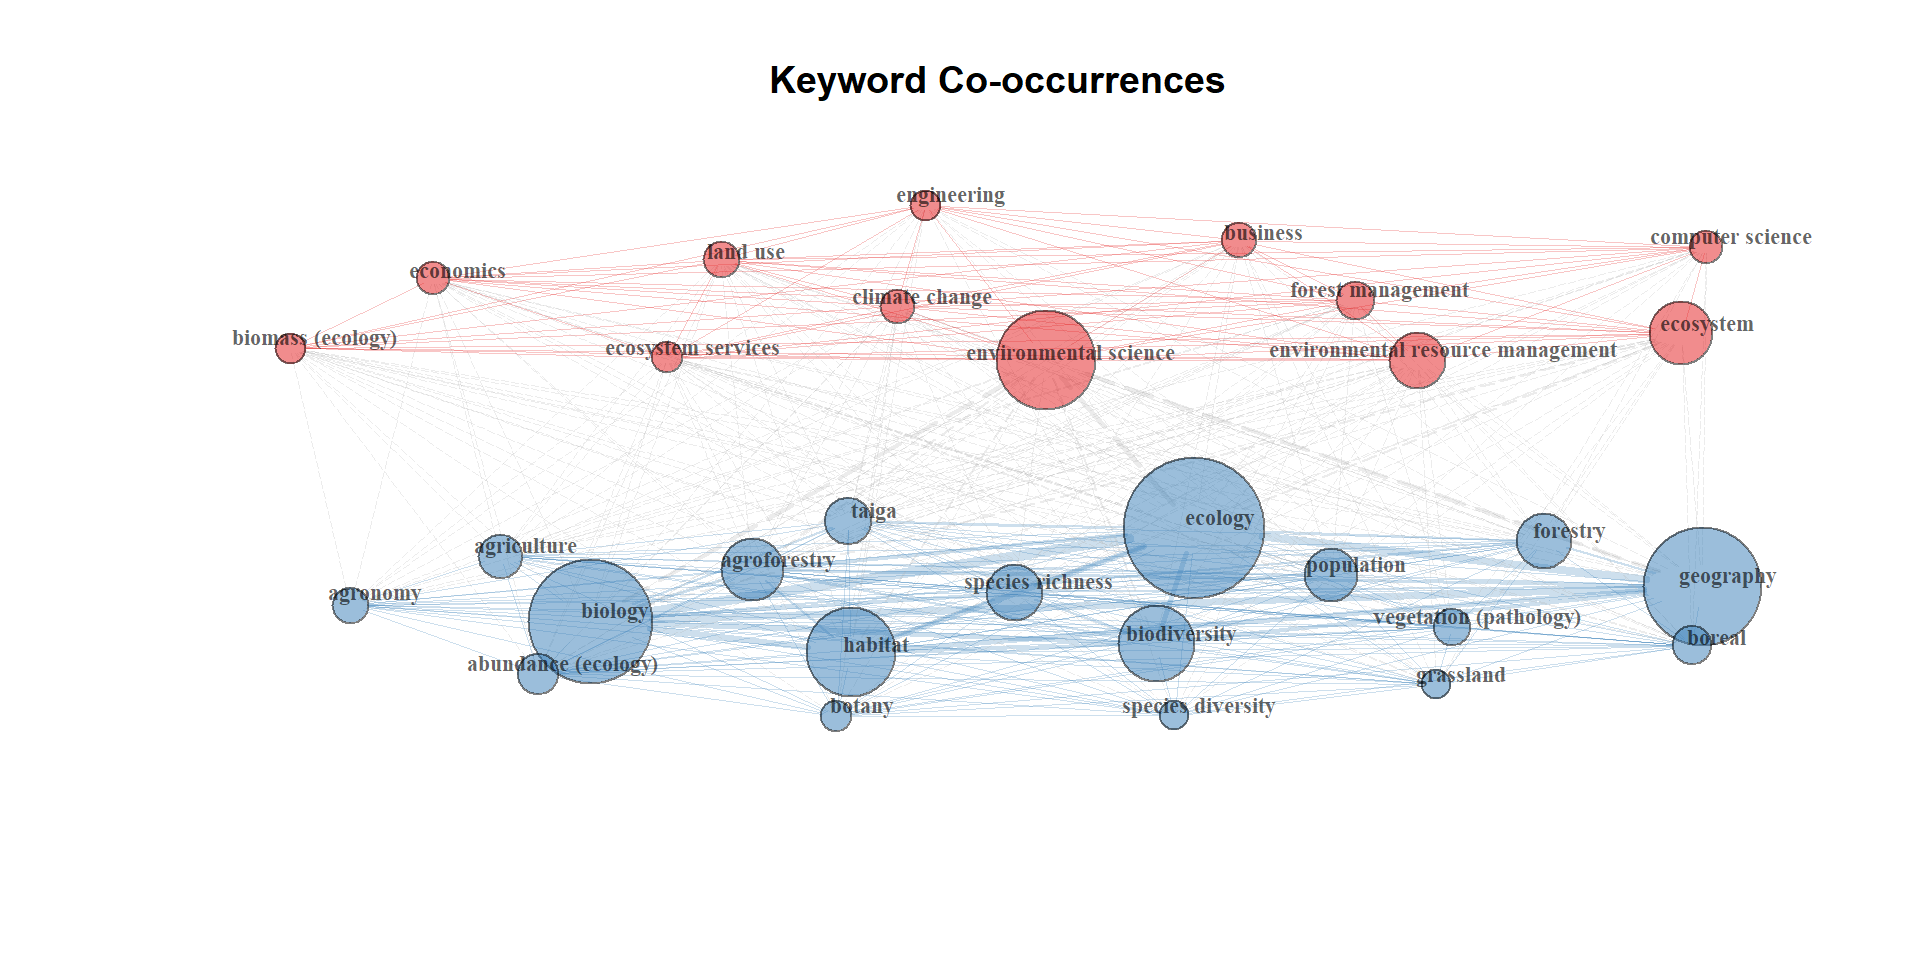 Keyword Co-occurrences
engineering
business
computer science
land use
economics
climate change
forest management
ecosystem
biomass (ecology)
ecosystem services
environmental science
environmental resource management
taiga
ecology
forestry
agriculture
agroforestry
population
geography
species richness
agronomy
biology
vegetation (pathology)
biodiversity
boreal
habitat
abundance (ecology)
grassland
botany
species diversity